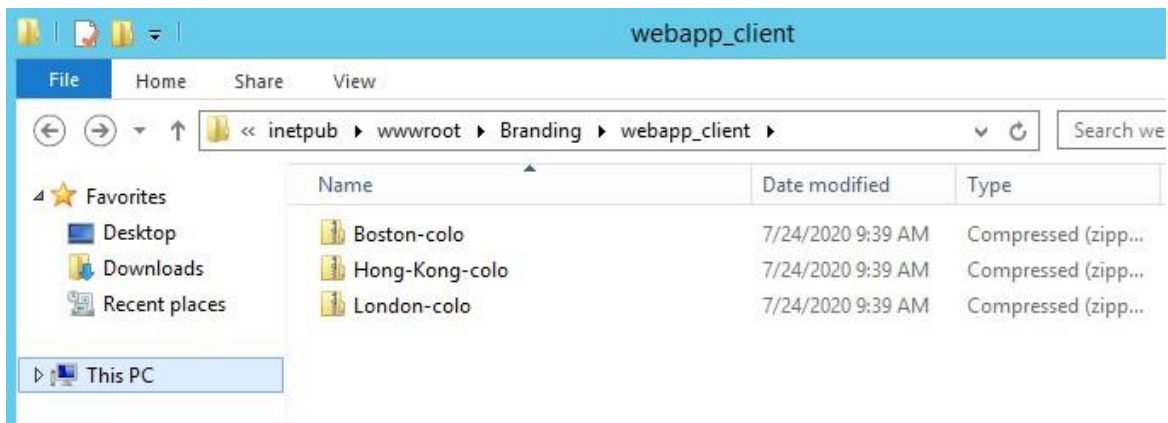 webapp_client
File Home Share View
« inetpub wwwroot Branding webapp_client Search we
Favorites
Desktop
Downloads
Recent places
This PC
Name Date modified Type
Boston-colo 7/24/2020 9:39 AM Compressed (zipp...
Hong-Kong-colo 7/24/2020 9:39 AM Compressed (zipp...
London-colo 7/24/2020 9:39 AM Compressed (zipp...